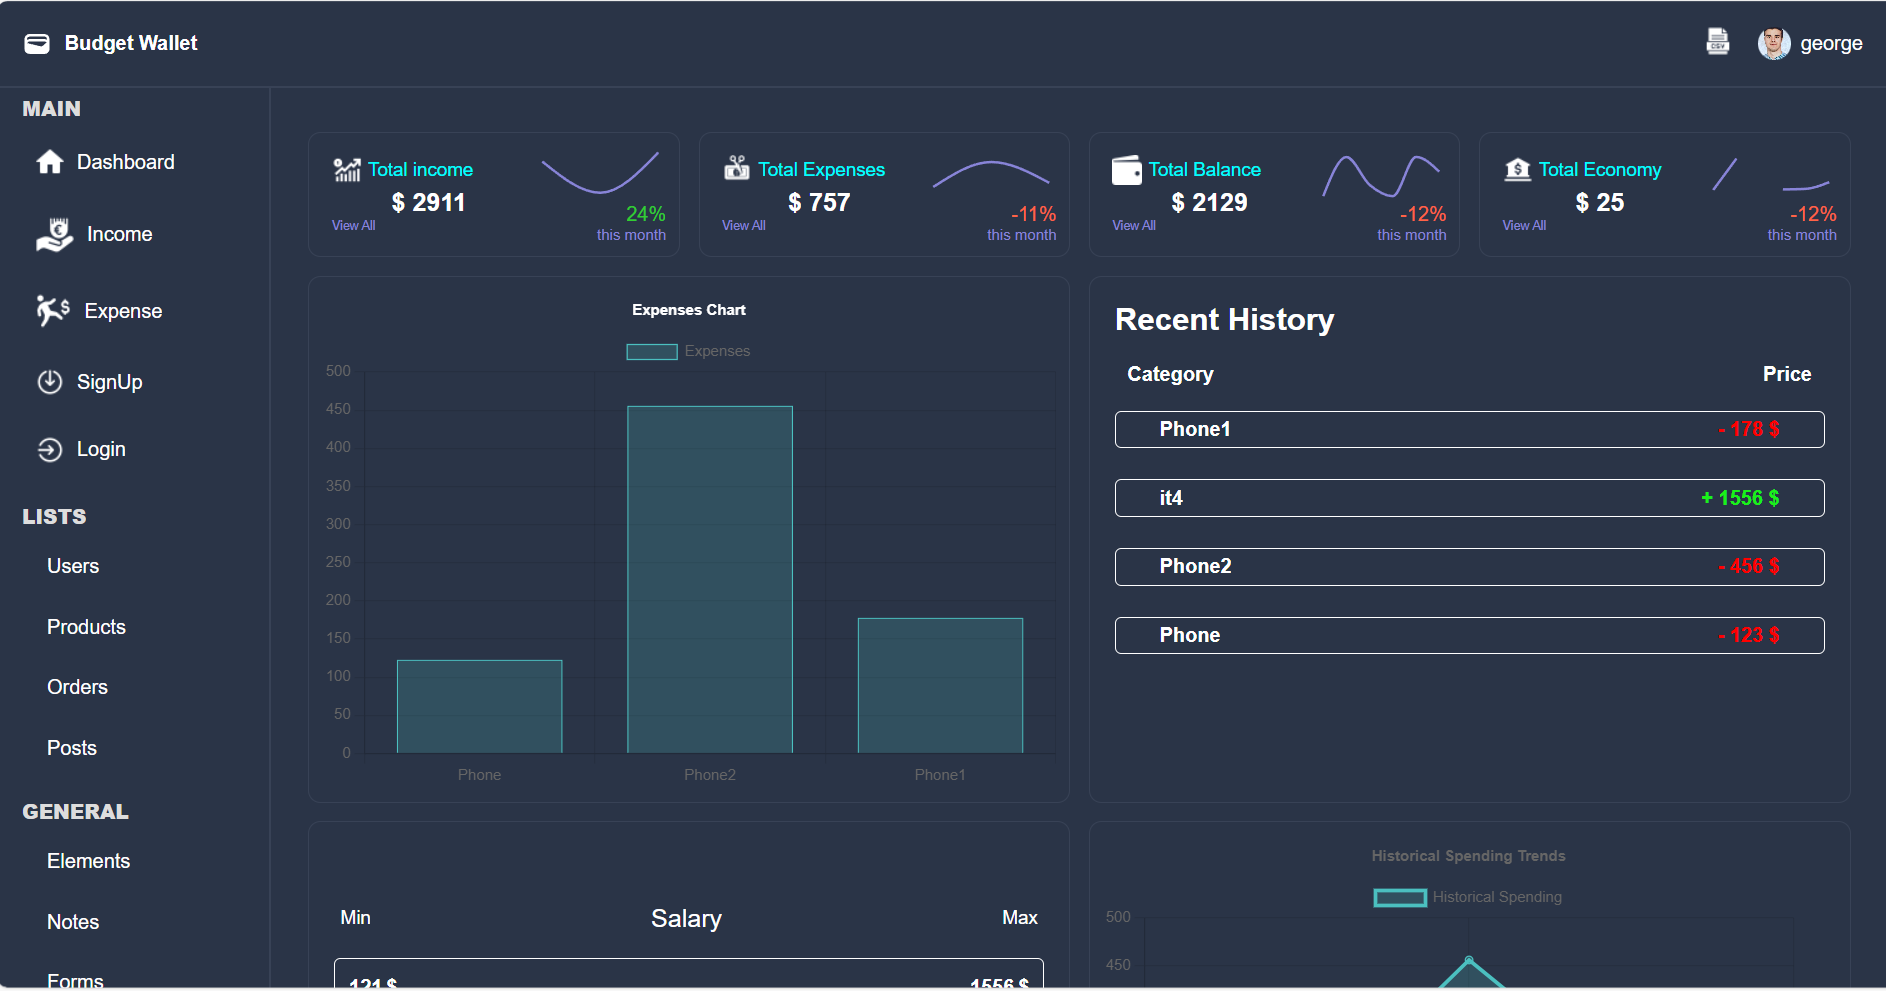 Budget Wallet
CSV
george
MAIN
Dashboard
Income
Expense
SignUp
Login
LISTS
Users
Products
Orders
Posts
GENERAL
Elements
Notes
Forms
Total income
$ 2911
View All
24%
this month
Total Expenses
$ 757
View All
-11%
this month
Total Balance
$ 2129
View All
-12%
this month
Total Economy
$ 25
View All
-12%
this month
Expenses Chart
Expenses
500
450
400
350
300
250
200
150
100
50
0
Phone Phone2 Phone1
Recent History
Category Price
Phone1 - 178 $
it4 + 1556 $
Phone2 - 456 $
Phone - 123 $
Min Salary Max
121 $ 1556 $
Historical Spending Trends
Historical Spending
500
450